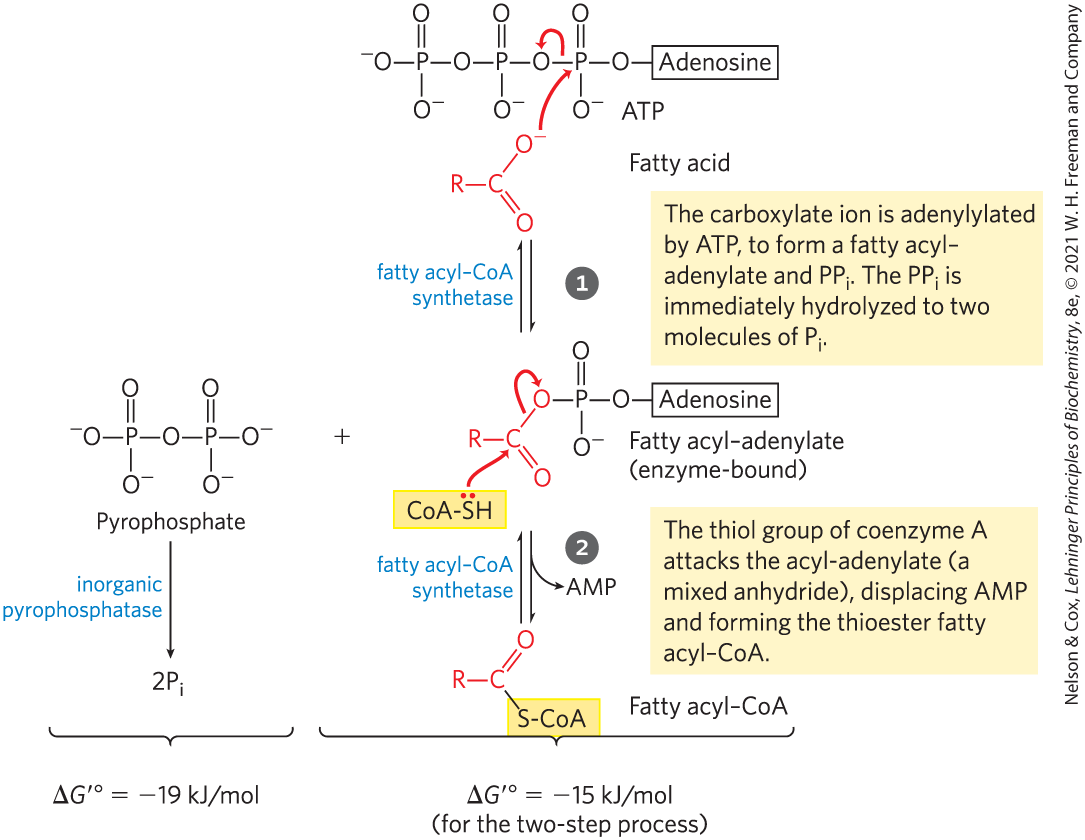 O O O
⁻O—P—O—P—O—P—O—Adenosine
O⁻ O⁻ O⁻
ATP
O⁻
R—C
O
Fatty acid
fatty acyl–CoA
synthetase
1
The carboxylate ion is adenylylated
by ATP, to form a fatty acyl–
adenylate and PPi. The PPi is
immediately hydrolyzed to two
molecules of Pi.
O O
⁻O—P—O—P—O⁻
O⁻ O⁻
Pyrophosphate
+
O
O—P—O—Adenosine
R—C
O⁻
O
Fatty acyl–adenylate
(enzyme-bound)
CoA-SH
inorganic
pyrophosphatase
2Pi
fatty acyl–CoA
synthetase
2
AMP
The thiol group of coenzyme A
attacks the acyl-adenylate (a
mixed anhydride), displacing AMP
and forming the thioester fatty
acyl–CoA.
O
R—C
S-CoA
Fatty acyl–CoA
ΔG′° = −19 kJ/mol
ΔG′° = −15 kJ/mol
(for the two-step process)
Nelson & Cox, Lehninger Principles of Biochemistry, 8e, © 2021 W. H. Freeman and Company